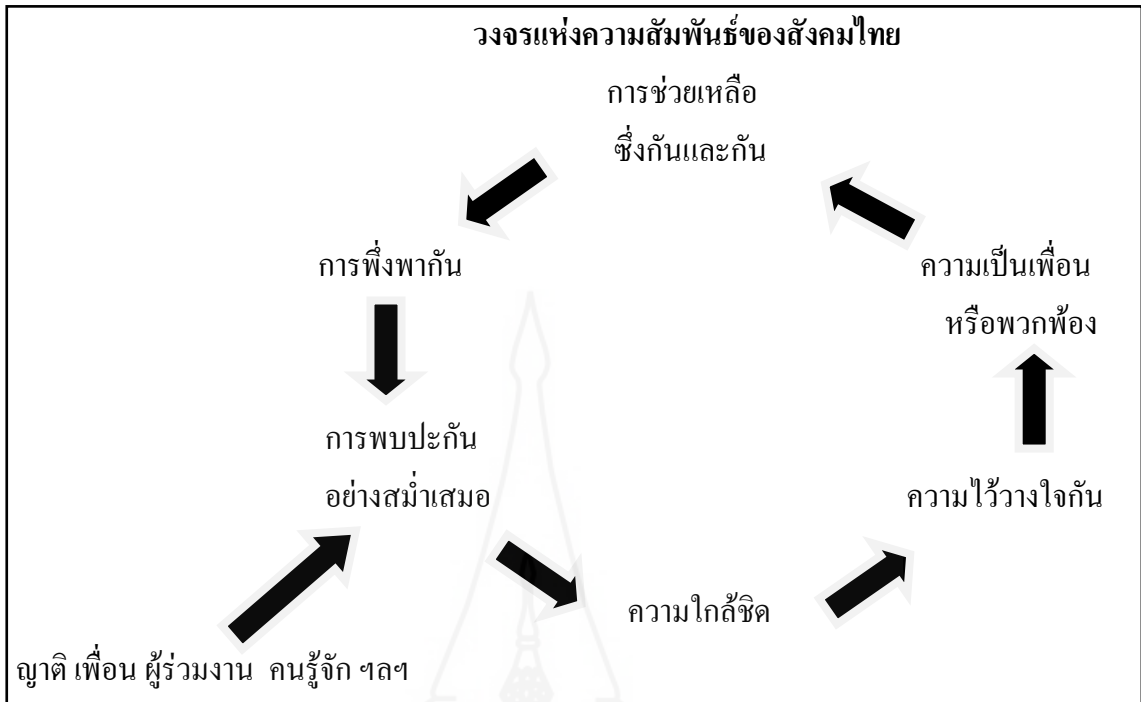 วงจรแห่งความสัมพันธ์ของสังคมไทย
การช่วยเหลือ
ซึ่งกันและกัน
การพึ่งพากัน
ความเป็นเพื่อน
หรือพวกพ้อง
การพบปะกัน
อย่างสม่ำเสมอ
ความไว้วางใจกัน
ความใกล้ชิด
ญาติ เพื่อน ผู้ร่วมงาน คนรู้จัก ฯลฯ